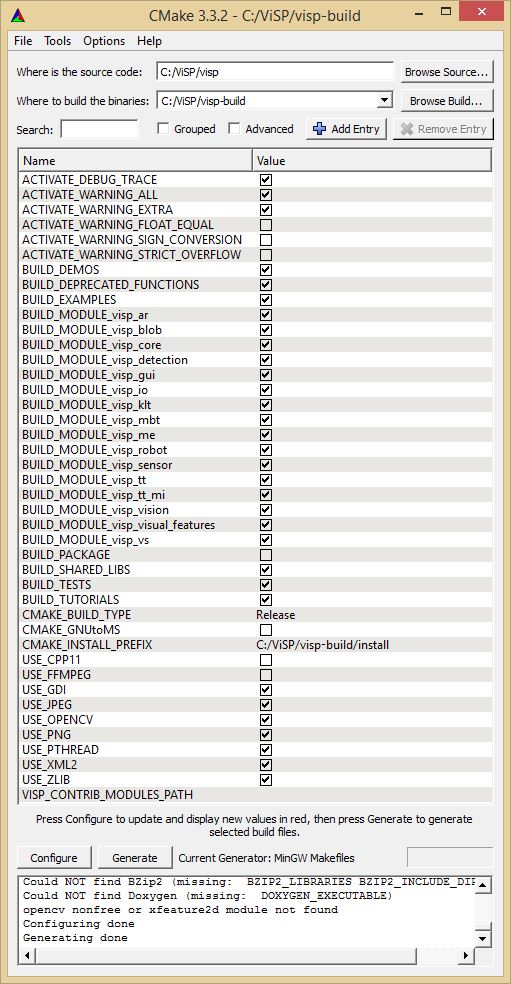 CMake 3.3.2 - C:/ViSP/visp-build
File Tools Options Help
Where is the source code: C:/ViSP/visp Browse Source...
Where to build the binaries: C:/ViSP/visp-build Browse Build...
Search: Grouped Advanced Add Entry Remove Entry
Name Value
ACTIVATE_DEBUG_TRACE
ACTIVATE_WARNING_ALL
ACTIVATE_WARNING_EXTRA
ACTIVATE_WARNING_FLOAT_EQUAL
ACTIVATE_WARNING_SIGN_CONVERSION
ACTIVATE_WARNING_STRICT_OVERFLOW
BUILD_DEMOS
BUILD_DEPRECATED_FUNCTIONS
BUILD_EXAMPLES
BUILD_MODULE_visp_ar
BUILD_MODULE_visp_blob
BUILD_MODULE_visp_core
BUILD_MODULE_visp_detection
BUILD_MODULE_visp_gui
BUILD_MODULE_visp_io
BUILD_MODULE_visp_klt
BUILD_MODULE_visp_mbt
BUILD_MODULE_visp_me
BUILD_MODULE_visp_robot
BUILD_MODULE_visp_sensor
BUILD_MODULE_visp_tt
BUILD_MODULE_visp_tt_mi
BUILD_MODULE_visp_vision
BUILD_MODULE_visp_visual_features
BUILD_MODULE_visp_vs
BUILD_PACKAGE
BUILD_SHARED_LIBS
BUILD_TESTS
BUILD_TUTORIALS
CMAKE_BUILD_TYPE Release
CMAKE_GNUtoMS
CMAKE_INSTALL_PREFIX C:/ViSP/visp-build/install
USE_CPP11
USE_FFMPEG
USE_GDI
USE_JPEG
USE_OPENCV
USE_PNG
USE_PTHREAD
USE_XML2
USE_ZLIB
VISP_CONTRIB_MODULES_PATH
Press Configure to update and display new values in red, then press Generate to generate
selected build files.
Configure Generate Current Generator: MinGW Makefiles
Could NOT find BZip2 (missing: BZIP2_LIBRARIES BZIP2_INCLUDE_DIR
Could NOT find Doxygen (missing: DOXYGEN_EXECUTABLE)
opencv nonfree or xfeature2d module not found
Configuring done
Generating done